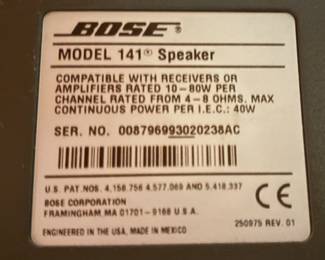 BOSE®
MODEL 141® Speaker
COMPATIBLE WITH RECEIVERS OR
AMPLIFIERS RATED 10-80W PER
CHANNEL RATED FROM 4-8 OHMS. MAX
CONTINUOUS POWER PER I.E.C.: 40W
SER. NO. 008796993020238AC
U.S. PAT. NOS. 4,156,756 4,577,069 AND 5,418,337
BOSE CORPORATION
FRAMINGHAM, MA 01701-9168 U.S.A.
CE
250975 REV. 01
ENGINEERED IN THE USA, MADE IN MEXICO